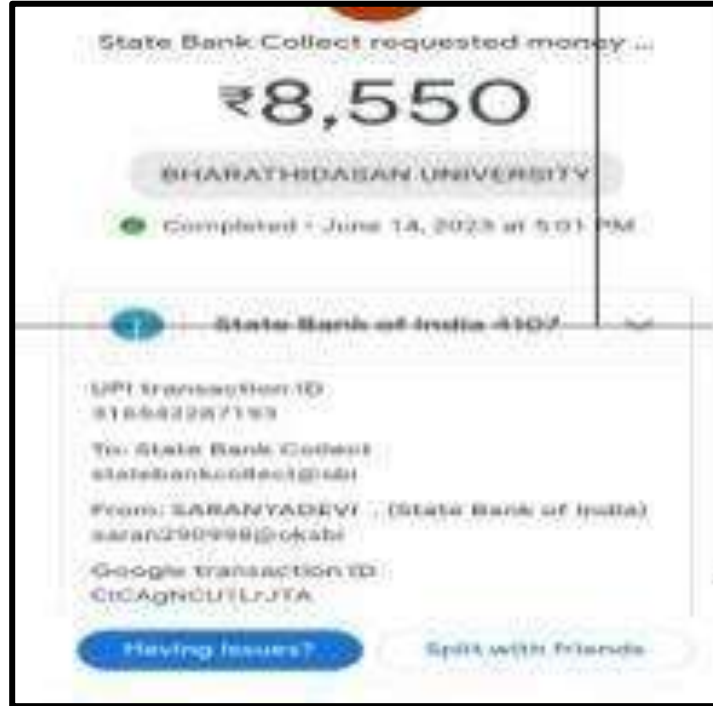 State Bank Collect requested money ...
₹8,550
BHARATHIDASAN UNIVERSITY
Completed • June 14, 2023 at 5:01 PM
State Bank of India 4107
UPI transaction ID
To: State Bank Collect
statebankcollect@sbi
From: SARANYADEVI . (State Bank of India)
saran290998@oksbi
Google transaction ID
Having issues?
Split with friends